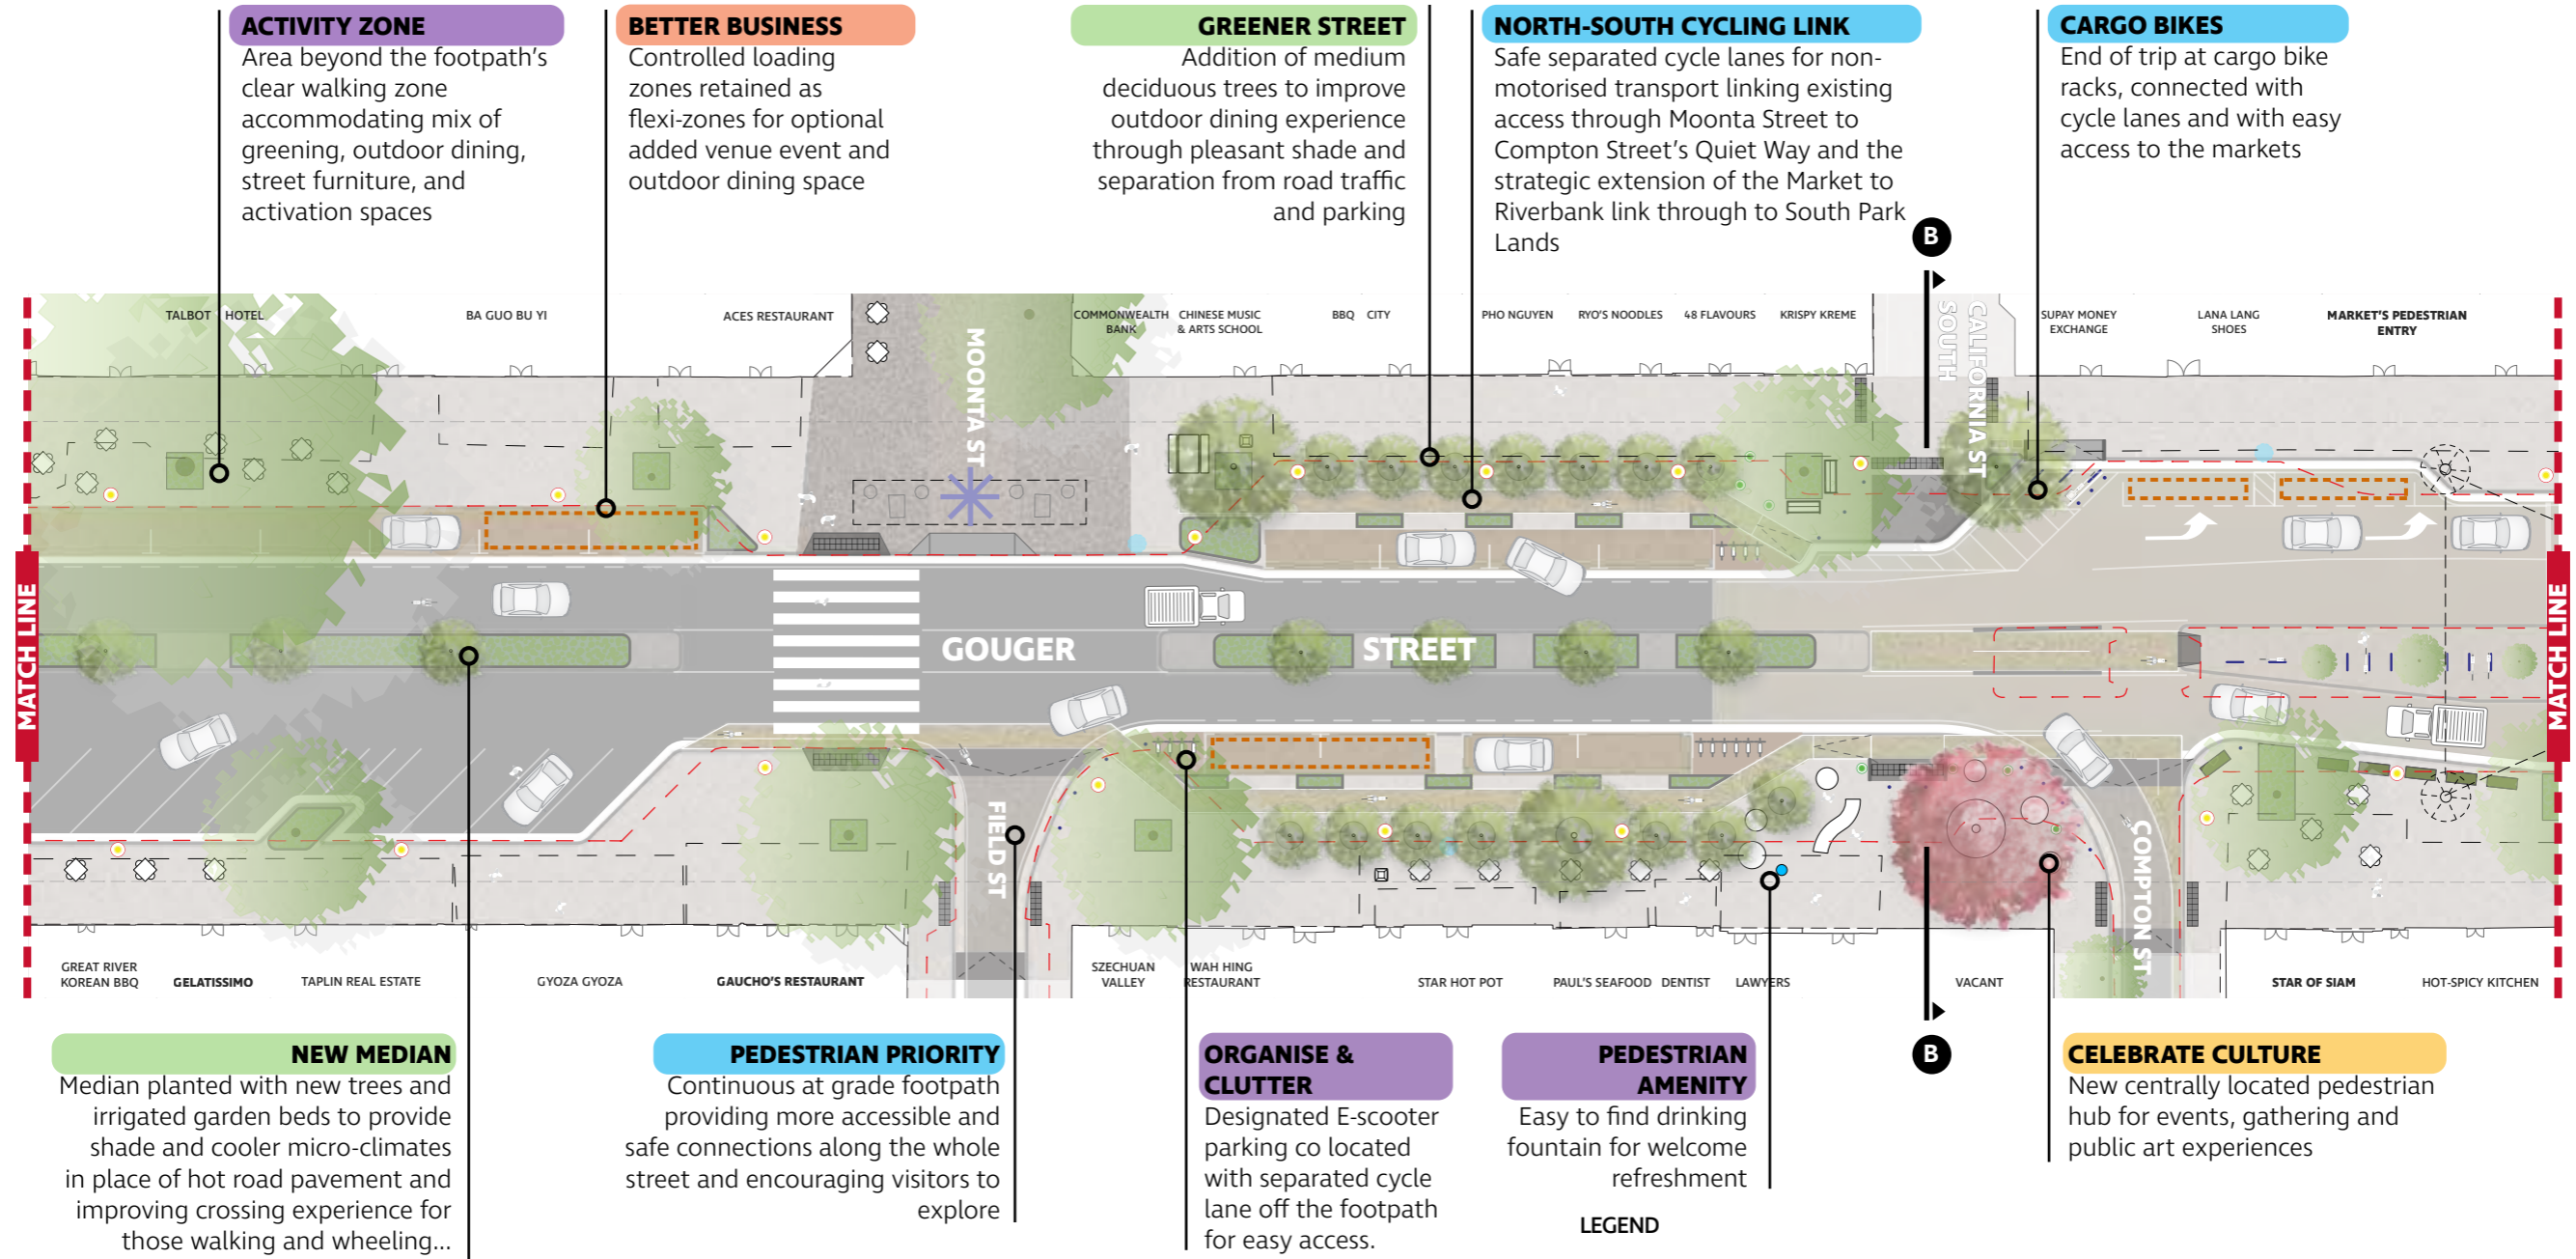 ACTIVITY ZONE
Area beyond the footpath's
clear walking zone
accommodating mix of
greening, outdoor dining,
street furniture, and
activation spaces
BETTER BUSINESS
Controlled loading
zones retained as
flexi-zones for optional
added venue event and
outdoor dining space
GREENER STREET
Addition of medium
deciduous trees to improve
outdoor dining experience
through pleasant shade and
separation from road traffic
and parking
NORTH-SOUTH CYCLING LINK
Safe separated cycle lanes for non-
motorised transport linking existing
access through Moonta Street to
Compton Street's Quiet Way and the
strategic extension of the Market to
Riverbank link through to South Park
Lands
CARGO BIKES
End of trip at cargo bike
racks, connected with
cycle lanes and with easy
access to the markets
B
TALBOT HOTEL
BA GUO BU YI
ACES RESTAURANT
COMMONWEALTH
BANK
CHINESE MUSIC
& ARTS SCHOOL
BBQ CITY
PHO NGUYEN
RYO'S NOODLES
48 FLAVOURS
KRISPY KREME
SUPAY MONEY
EXCHANGE
LANA LANG
SHOES
MARKET'S PEDESTRIAN
ENTRY
MOONTA ST
CALIFORNIA ST
SOUTH
MATCH LINE
GOUGER STREET
MATCH LINE
FIELD ST
COMPTON ST
GREAT RIVER
KOREAN BBQ
GELATISSIMO
TAPLIN REAL ESTATE
GYOZA GYOZA
GAUCHO'S RESTAURANT
SZECHUAN
VALLEY
WAH HING
RESTAURANT
STAR HOT POT
PAUL'S SEAFOOD
DENTIST
LAWYERS
VACANT
STAR OF SIAM
HOT-SPICY KITCHEN
NEW MEDIAN
Median planted with new trees and
irrigated garden beds to provide
shade and cooler micro-climates
in place of hot road pavement and
improving crossing experience for
those walking and wheeling...
PEDESTRIAN PRIORITY
Continuous at grade footpath
providing more accessible and
safe connections along the whole
street and encouraging visitors to
explore
ORGANISE &
CLUTTER
Designated E-scooter
parking co located
with separated cycle
lane off the footpath
for easy access.
PEDESTRIAN
AMENITY
Easy to find drinking
fountain for welcome
refreshment
B
CELEBRATE CULTURE
New centrally located pedestrian
hub for events, gathering and
public art experiences
LEGEND